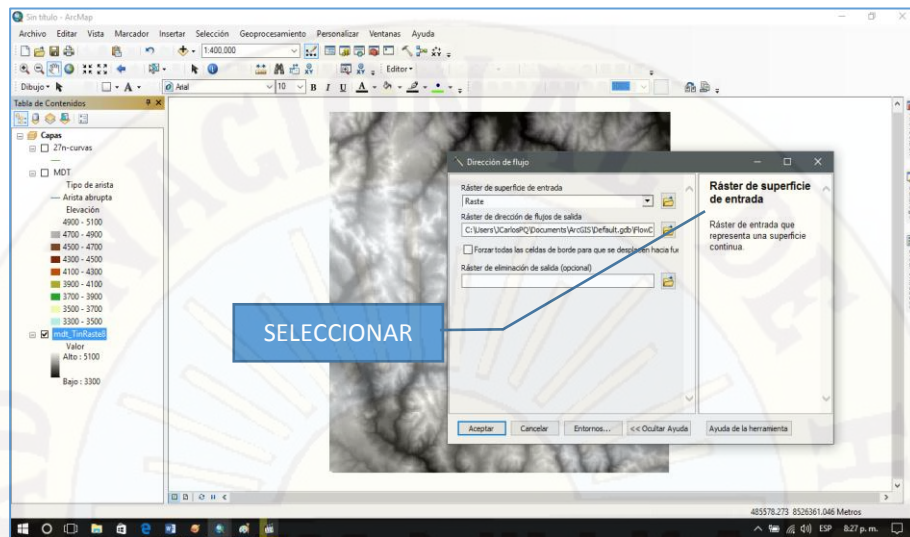 Sin título - ArcMap
Archivo Editar Vista Marcador Insertar Selección Geoprocesamiento Personalizar Ventanas Ayuda
1:400.000
Editor
Dibujo
Arial
10
B I U A
Tabla de Contenidos
Capas
27n-curvas
MDT
Tipo de arista
Arista abrupta
Elevación
4900 - 5100
4700 - 4900
4500 - 4700
4300 - 4500
4100 - 4300
3900 - 4100
3700 - 3900
3500 - 3700
3300 - 3500
mdt_TinRaste8
Valor
Alto : 5100
Bajo : 3300
Dirección de flujo
Ráster de superficie de entrada
Raste
Ráster de dirección de flujos de salida
C:\Users\JCarlosPQ\Documents\ArcGIS\Default.gdb\FlowC
Forzar todas las celdas de borde para que se desplacen hacia fue
Ráster de eliminación de salida (opcional)
Aceptar
Cancelar
Entornos...
<< Ocultar Ayuda
Ráster de superficie
de entrada
Ráster de entrada que
representa una superficie
continua.
Ayuda de la herramienta
SELECCIONAR
485578.273 8526361.046 Metros
ESP 8:27 p. m.